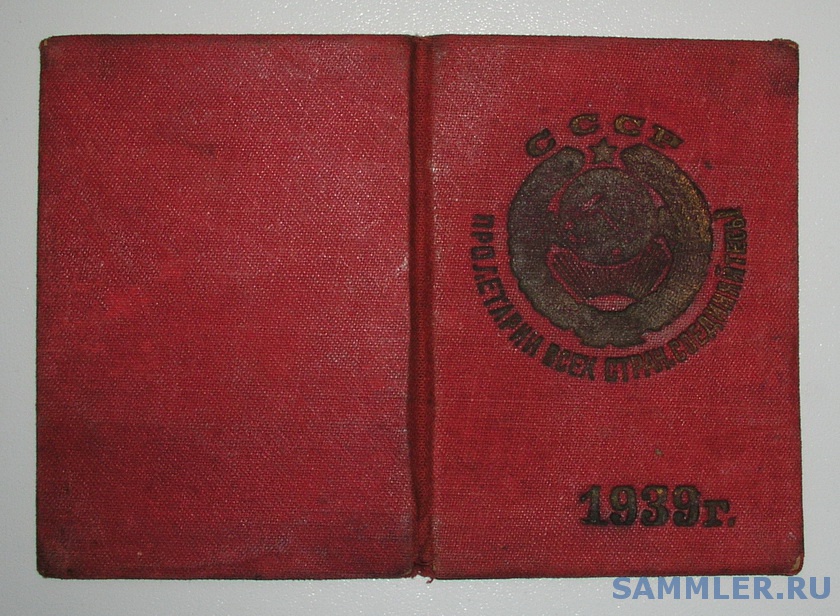 СССР
ПРОЛЕТАРИИ ВСЕХ СТРАН, СОЕДИНЯЙТЕСЬ!
1939г.
SAMMLER.RU